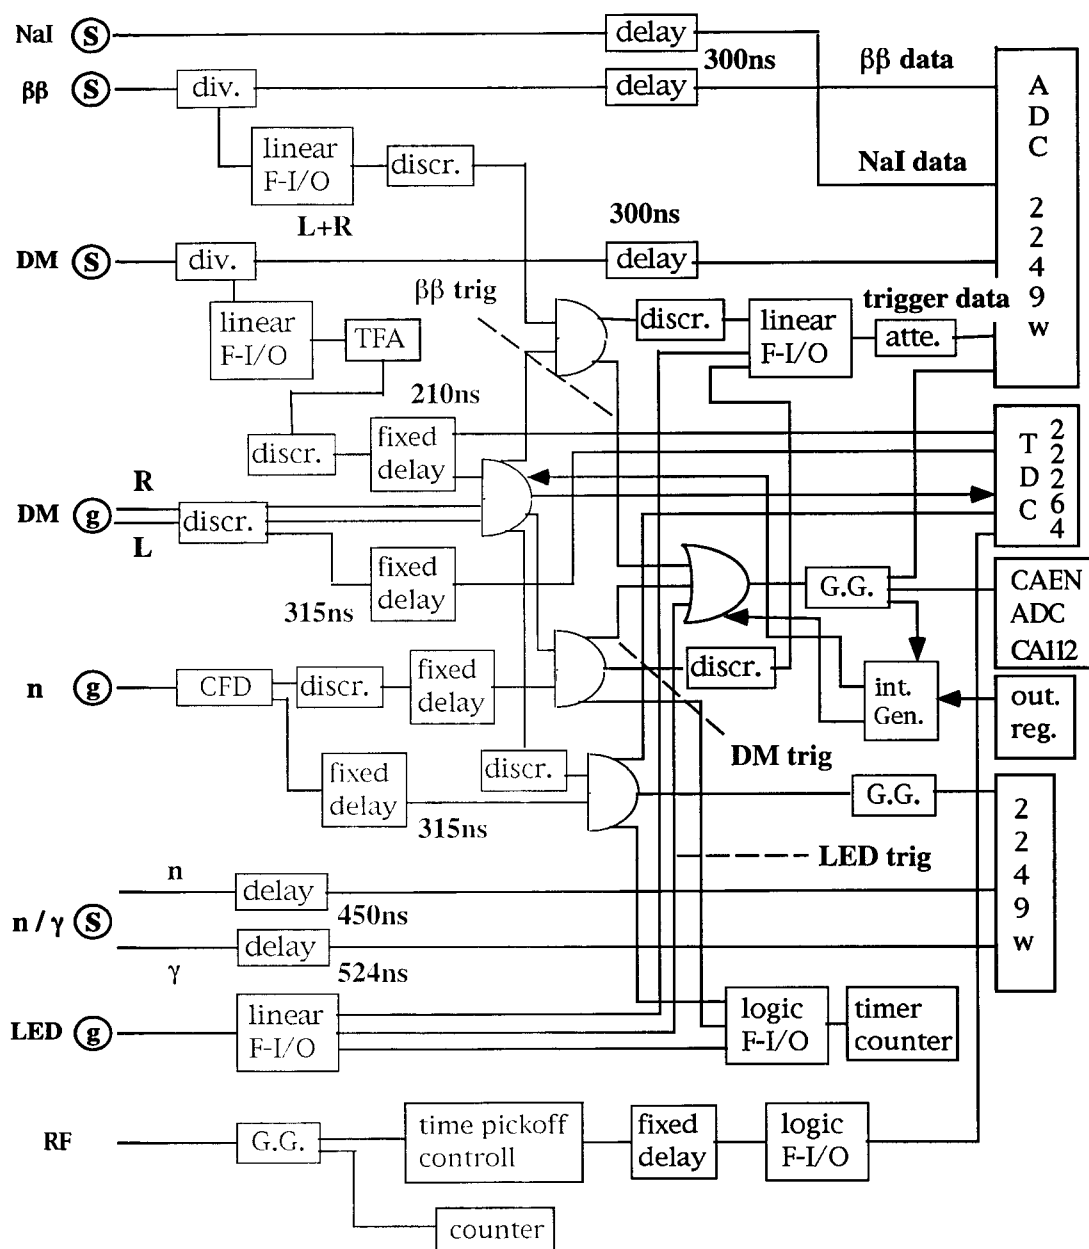 NaI S delay
300ns
ββ data
ββ S div. delay
linear
F-I/O
discr.
L+R
NaI data
A
D
C
2
2
4
9
w
300ns
DM S div. delay
ββ trig
linear
F-I/O
TFA
discr.
linear
F-I/O
trigger data
atte.
210ns
discr.
fixed
delay
T
D
C
2
2
2
6
4
R
DM g discr.
L
315ns
fixed
delay
G.G.
CAEN
ADC
CA112
n g CFD discr.
fixed
delay
discr.
int.
Gen.
out.
reg.
DM trig
discr.
fixed
delay
315ns
G.G.
2
2
4
9
w
LED trig
n
delay
450ns
n / γ S
delay
γ
524ns
LED g
linear
F-I/O
logic
F-I/O
timer
counter
RF G.G.
time pickoff
controll
fixed
delay
logic
F-I/O
counter